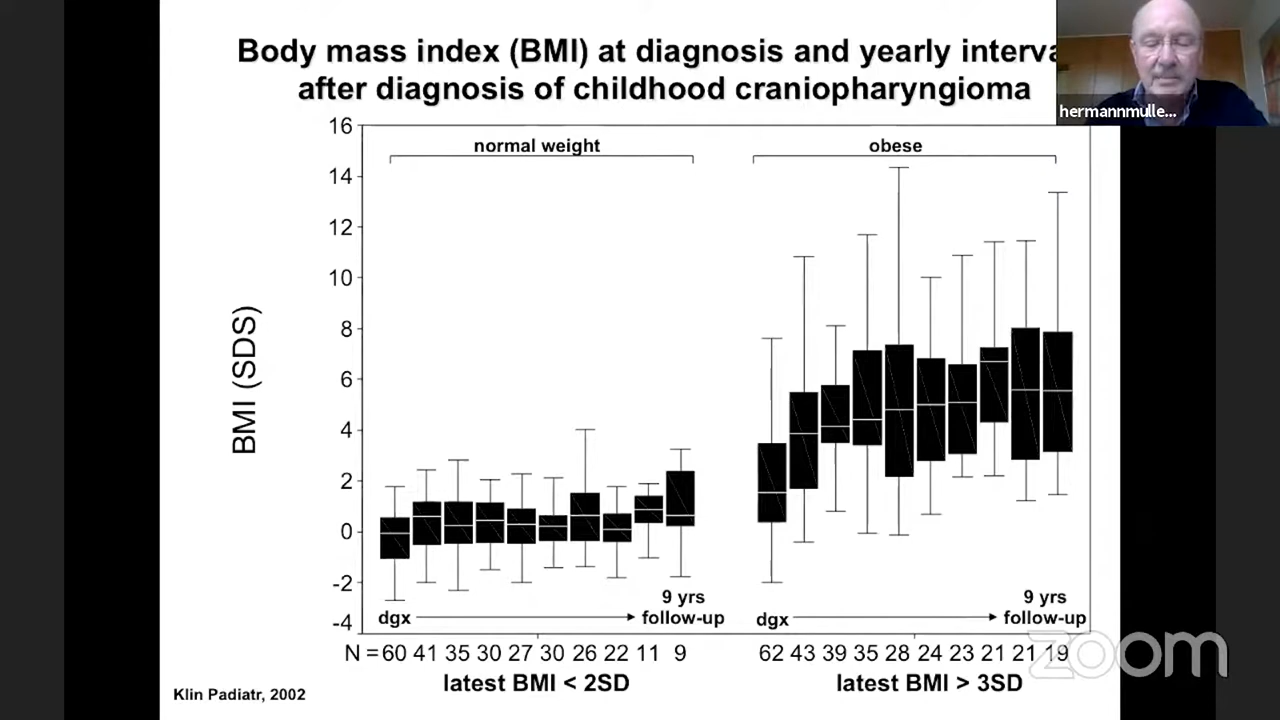 Body mass index (BMI) at diagnosis and yearly interva
after diagnosis of childhood craniopharyngioma
hermannmulle...
16
normal weight
obese
14
12
10
8
6
4
2
0
-2
-4
BMI (SDS)
9 yrs
follow-up
dgx
9 yrs
follow-up
dgx
N = 60 41 35 30 27 30 26 22 11 9
62 43 39 35 28 24 23 21 21 19
latest BMI < 2SD
latest BMI > 3SD
Klin Padiatr, 2002
zoom